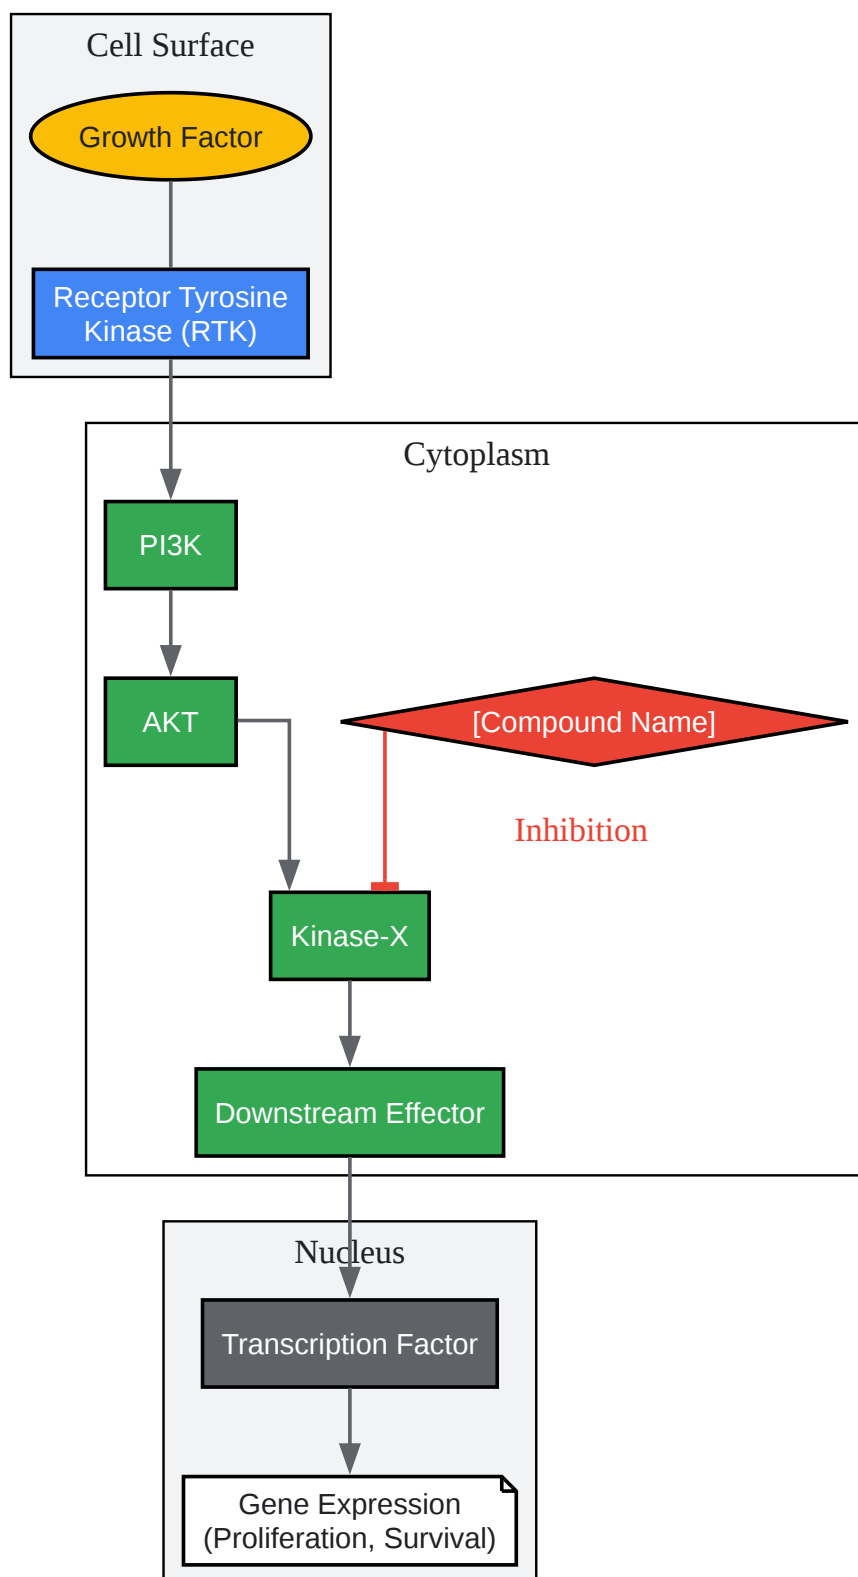 Cell Surface
Growth Factor
Receptor Tyrosine
Kinase (RTK)
Cytoplasm
PI3K
AKT
[Compound Name]
Inhibition
Kinase-X
Downstream Effector
Nucleus
Transcription Factor
Gene Expression
(Proliferation, Survival)